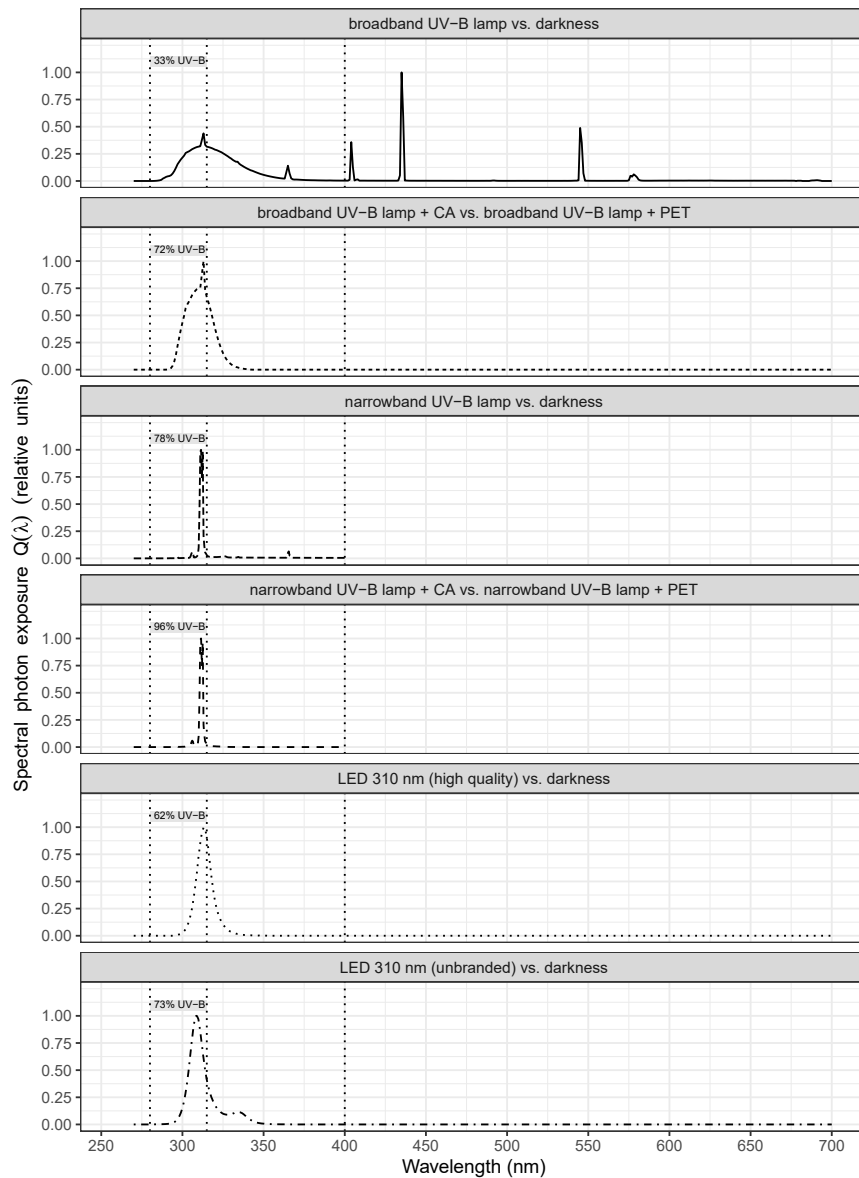 broadband UV−B lamp vs. darkness
33% UV−B
1.00
0.75
0.50
0.25
0.00
broadband UV−B lamp + CA vs. broadband UV−B lamp + PET
72% UV−B
1.00
0.75
0.50
0.25
0.00
narrowband UV−B lamp vs. darkness
78% UV−B
1.00
0.75
0.50
0.25
0.00
narrowband UV−B lamp + CA vs. narrowband UV−B lamp + PET
96% UV−B
1.00
0.75
0.50
0.25
0.00
LED 310 nm (high quality) vs. darkness
62% UV−B
1.00
0.75
0.50
0.25
0.00
LED 310 nm (unbranded) vs. darkness
73% UV−B
1.00
0.75
0.50
0.25
0.00
250 300 350 400 450 500 550 600 650 700
Wavelength (nm)
Spectral photon exposure Q(λ) (relative units)